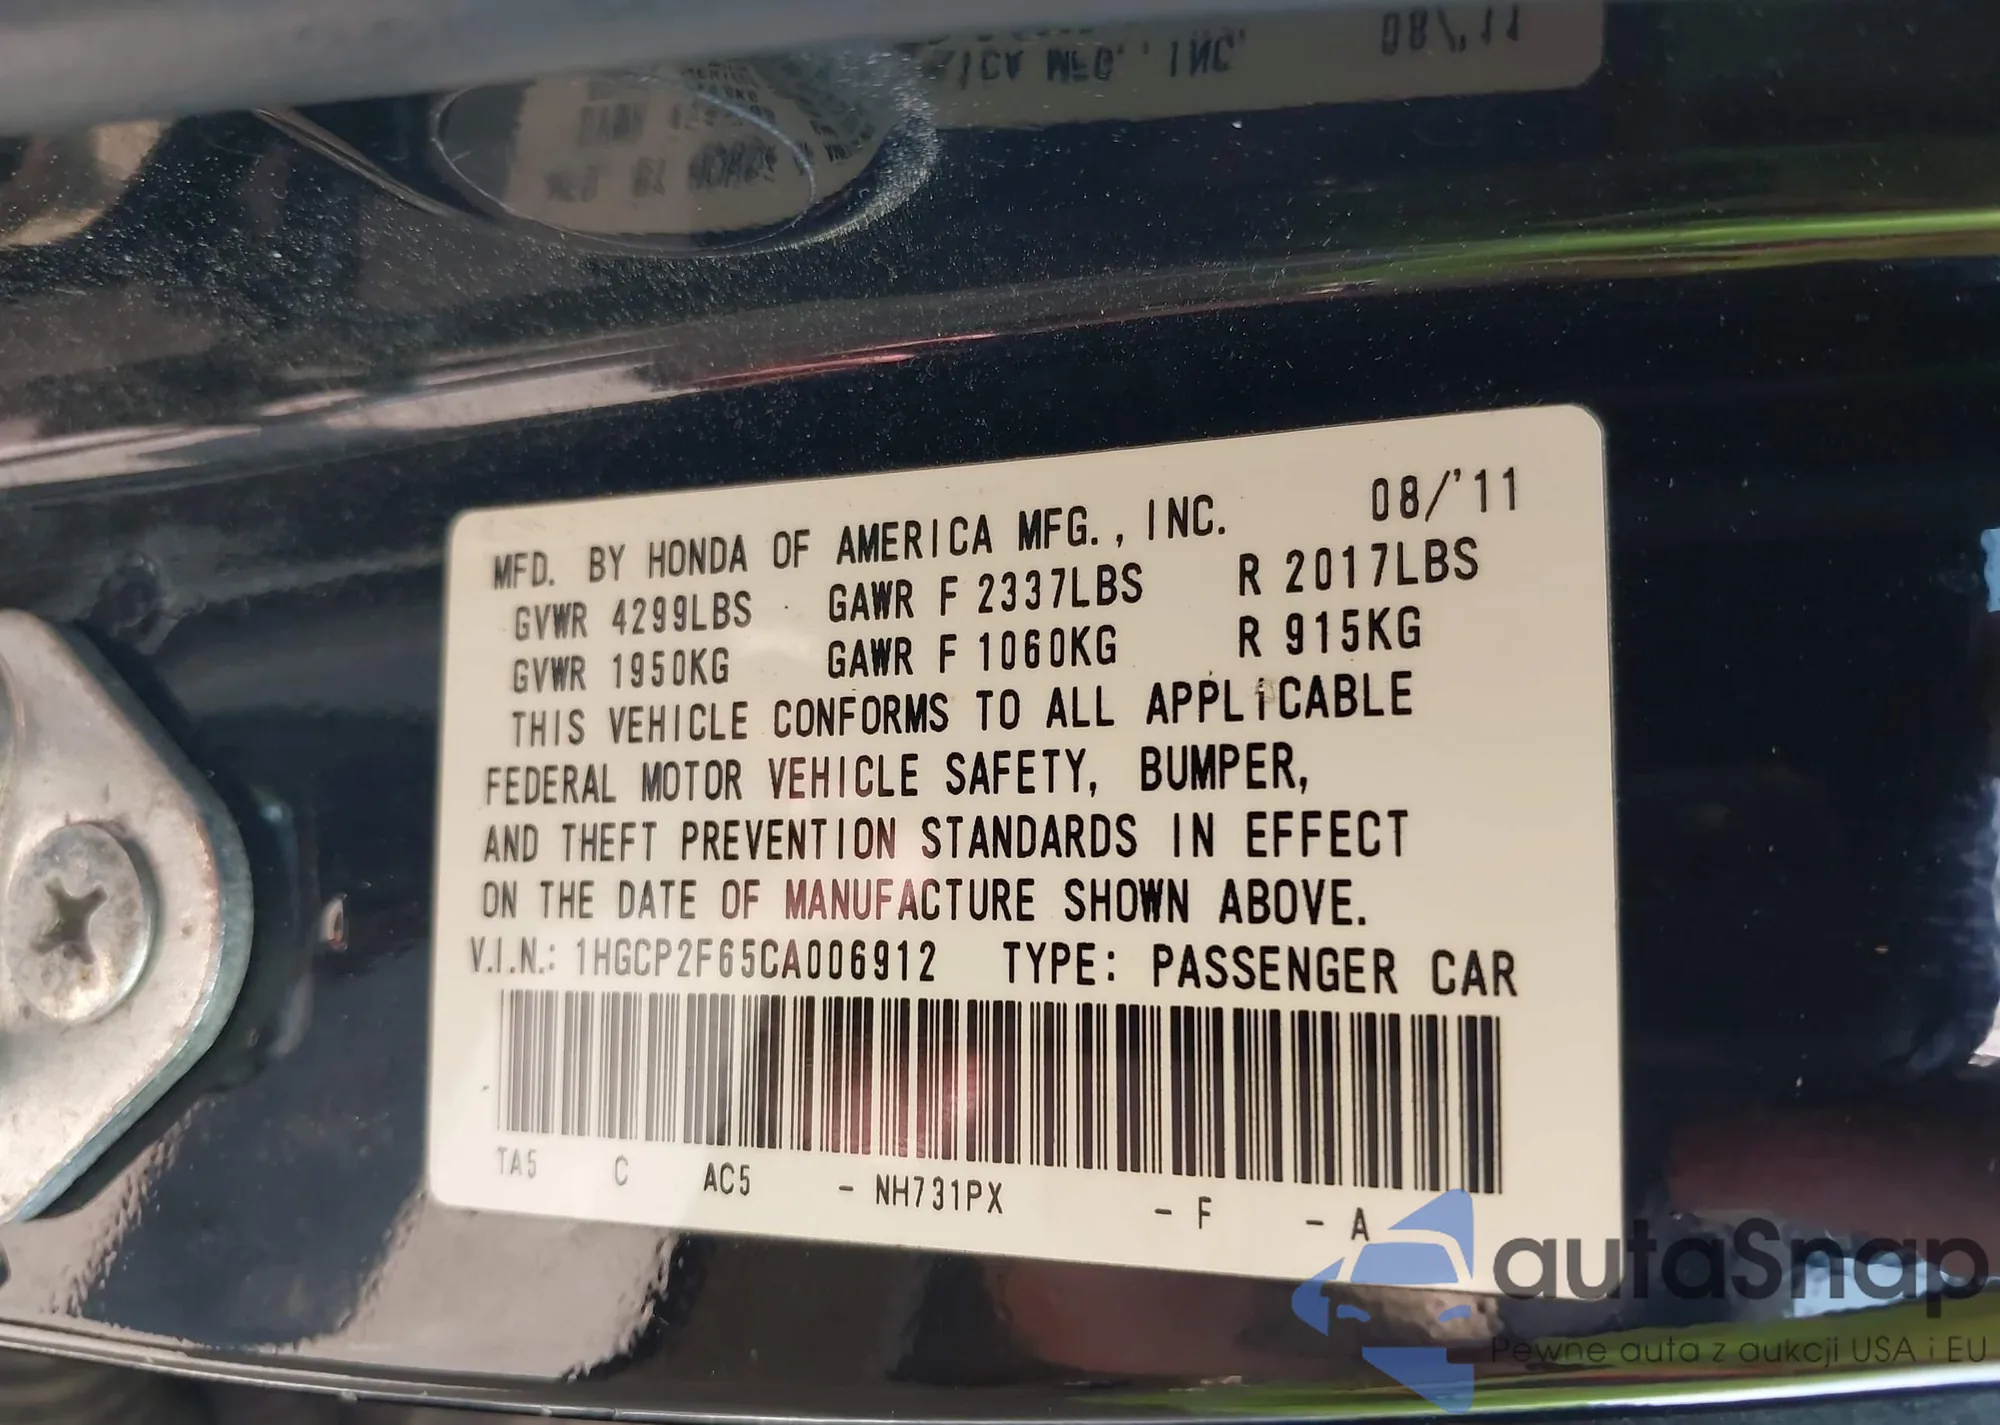 MFD. BY HONDA OF AMERICA MFG., INC. 08/'11
GVWR 4299LBS GAWR F 2337LBS R 2017LBS
GVWR 1950KG GAWR F 1060KG R 915KG
THIS VEHICLE CONFORMS TO ALL APPLICABLE
FEDERAL MOTOR VEHICLE SAFETY, BUMPER,
AND THEFT PREVENTION STANDARDS IN EFFECT
ON THE DATE OF MANUFACTURE SHOWN ABOVE.
V.I.N.: 1HGCP2F65CA006912 TYPE: PASSENGER CAR
TA5 C AC5 - NH731PX - F - A
autaSnap
Pewne auta z aukcji USA i EU